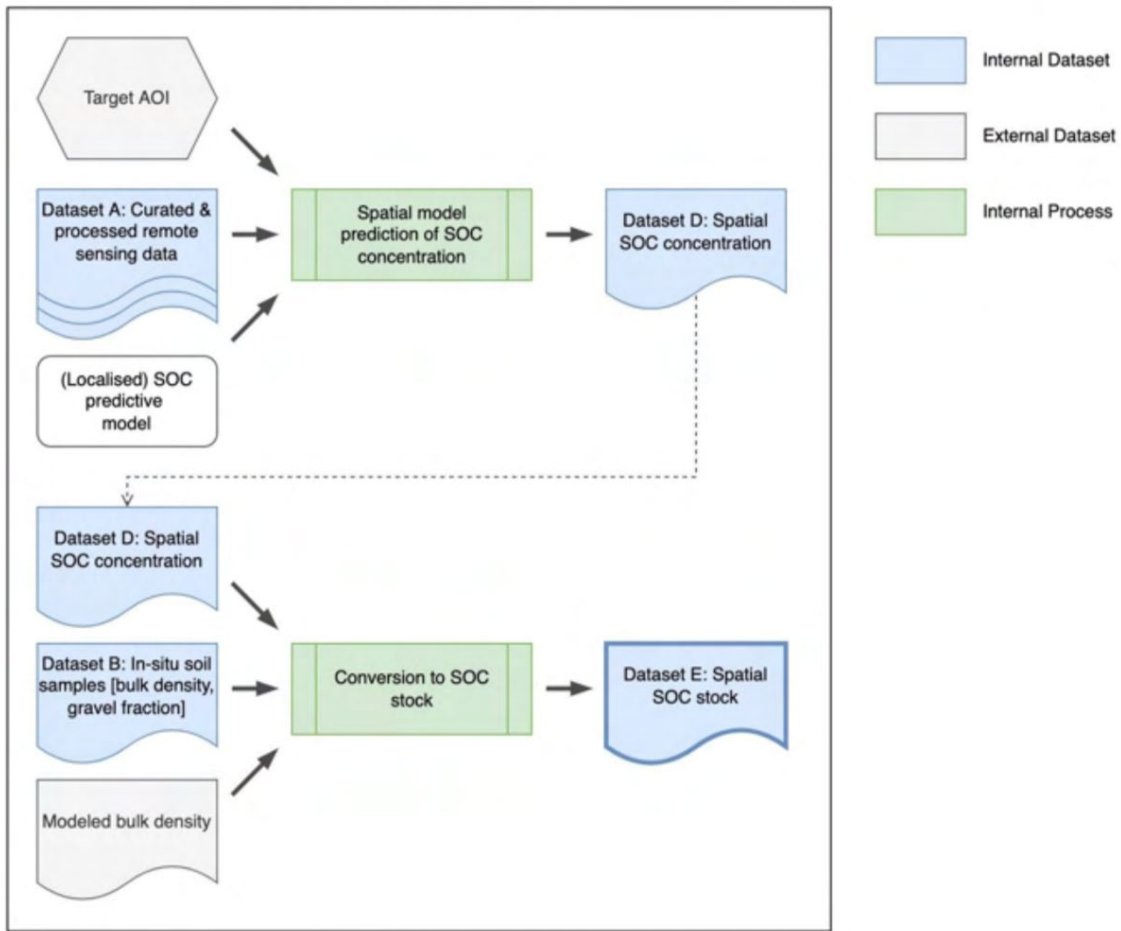 Target AOI
Dataset A: Curated &
processed remote
sensing data
(Localised) SOC
predictive
model
Spatial model
prediction of SOC
concentration
Dataset D: Spatial
SOC concentration
Dataset D: Spatial
SOC concentration
Dataset B: In-situ soil
samples [bulk density,
gravel fraction]
Modeled bulk density
Conversion to SOC
stock
Dataset E: Spatial
SOC stock
Internal Dataset
External Dataset
Internal Process